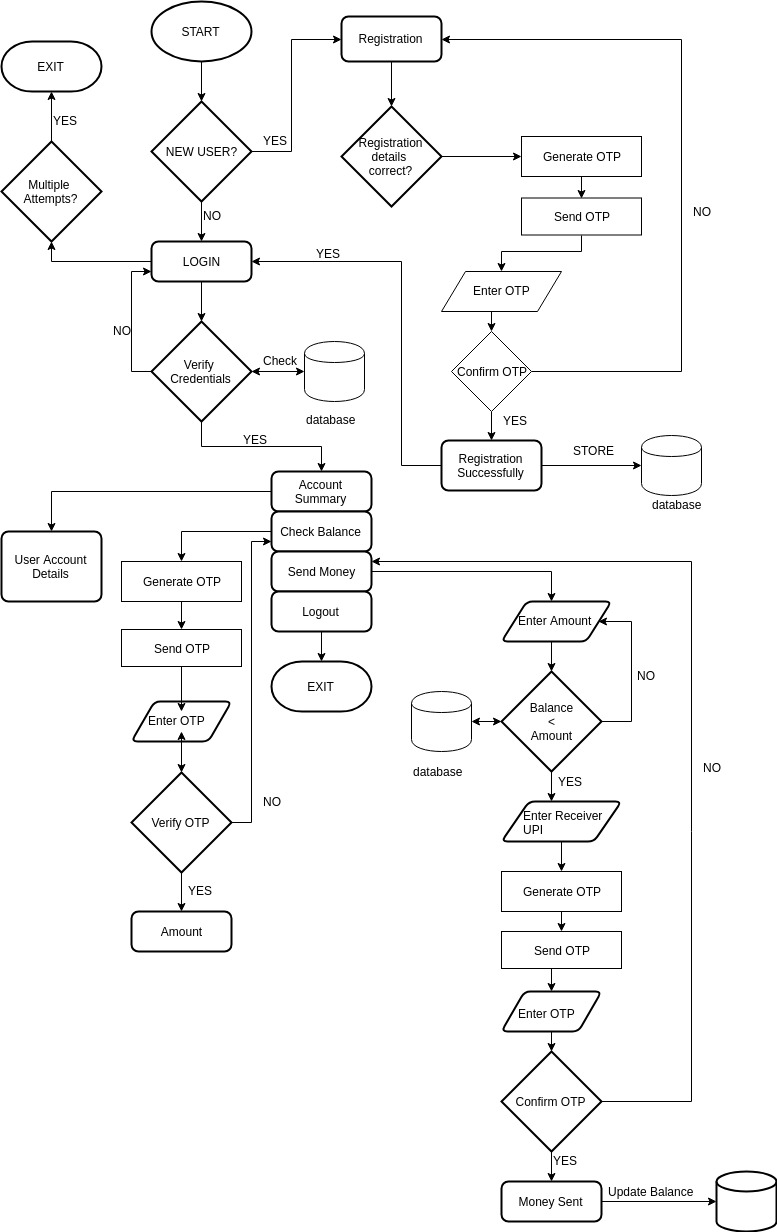 START
Registration
EXIT
YES
YES
NEW USER?
Registration
details
correct?
Generate OTP
Multiple
Attempts?
NO
Send OTP
NO
LOGIN
YES
Enter OTP
NO
Verify
Credentials
Check
database
Confirm OTP
YES
YES
Registration
Successfully
STORE
database
Account
Summary
Check Balance
Send Money
Logout
EXIT
User Account
Details
Generate OTP
Send OTP
Enter OTP
Verify OTP
NO
YES
Amount
Enter Amount
NO
Balance
<
Amount
database
YES
NO
Enter Receiver
UPI
Generate OTP
Send OTP
Enter OTP
Confirm OTP
YES
Money Sent
Update Balance